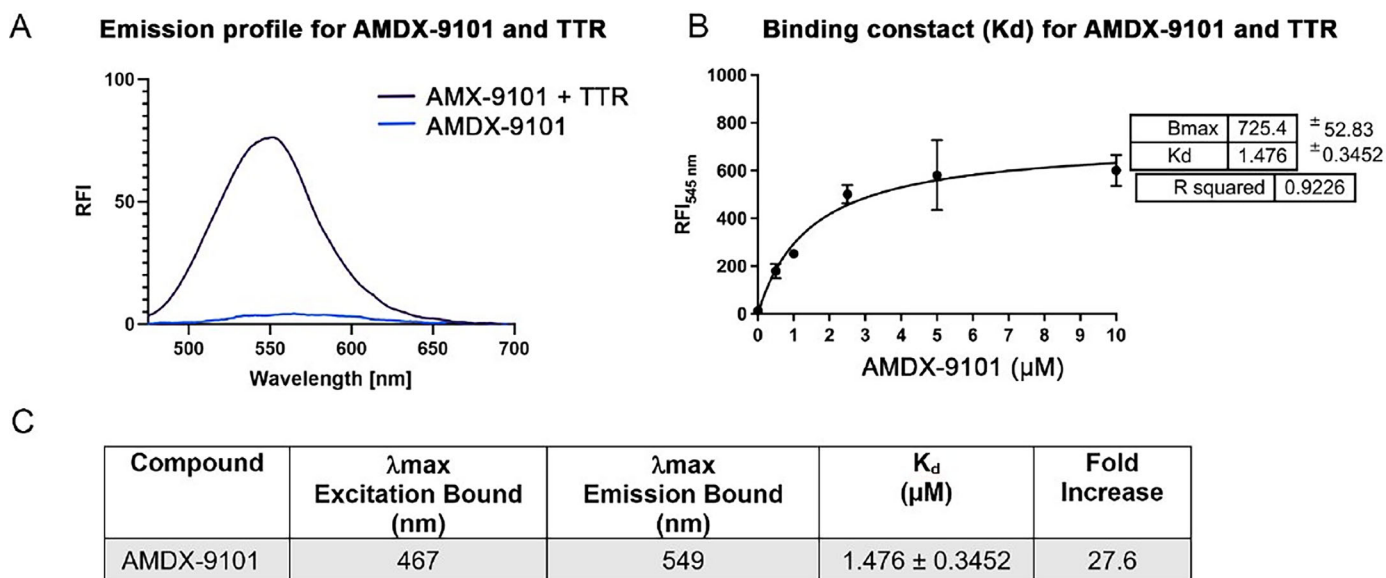 A
Emission profile for AMDX-9101 and TTR
100
50
0
RFI
500 550 600 650 700
Wavelength [nm]
AMX-9101 + TTR
AMDX-9101
B
Binding constact (Kd) for AMDX-9101 and TTR
1000
800
600
400
200
0
RFI545 nm
0 1 2 3 4 5 6 7 8 9 10
AMDX-9101 (µM)
Bmax 725.4 ± 52.83
Kd 1.476 ± 0.3452
R squared 0.9226
C
Compound
λmax
Excitation Bound
(nm)
λmax
Emission Bound
(nm)
Kd
(µM)
Fold
Increase
AMDX-9101 467 549 1.476 ± 0.3452 27.6